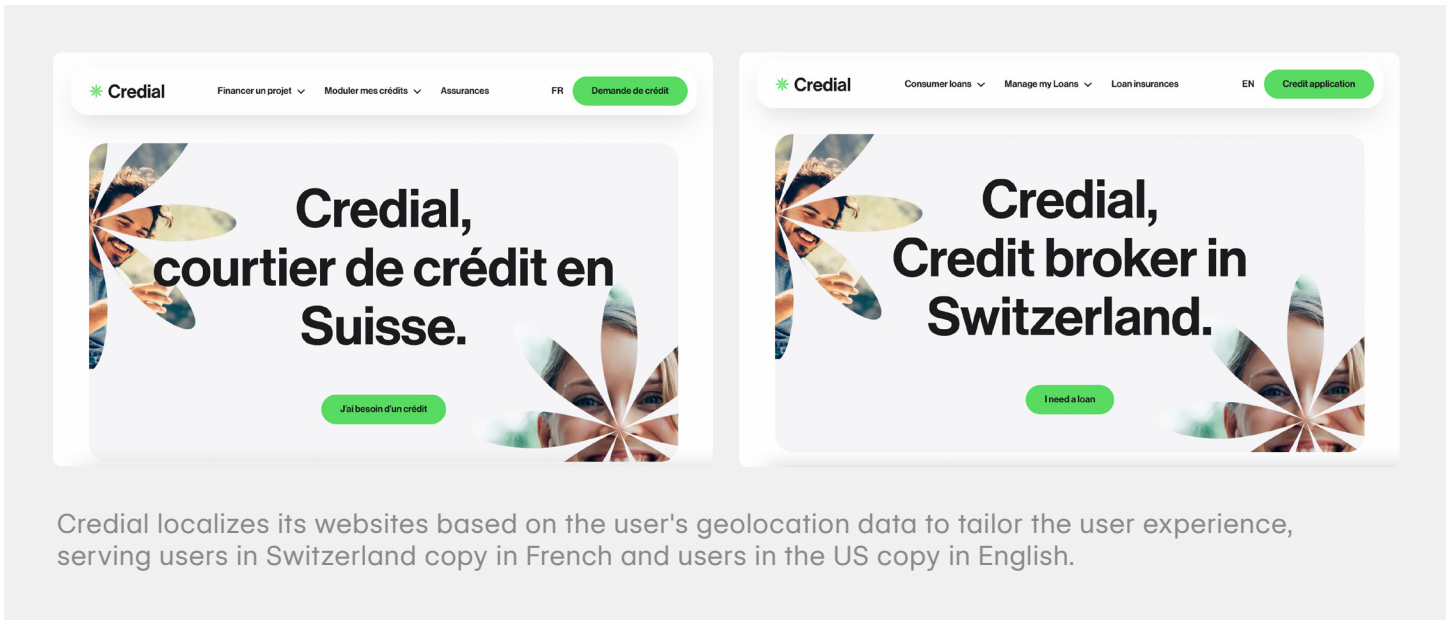 Credial
Financer un projet
Moduler mes crédits
Assurances
FR
Demande de crédit
Credial,
courtier de crédit en
Suisse.
J'ai besoin d'un crédit
Credial
Consumer loans
Manage my Loans
Loan insurances
EN
Credit application
Credial,
Credit broker in
Switzerland.
I need a loan
Credial localizes its websites based on the user's geolocation data to tailor the user experience,
serving users in Switzerland copy in French and users in the US copy in English.